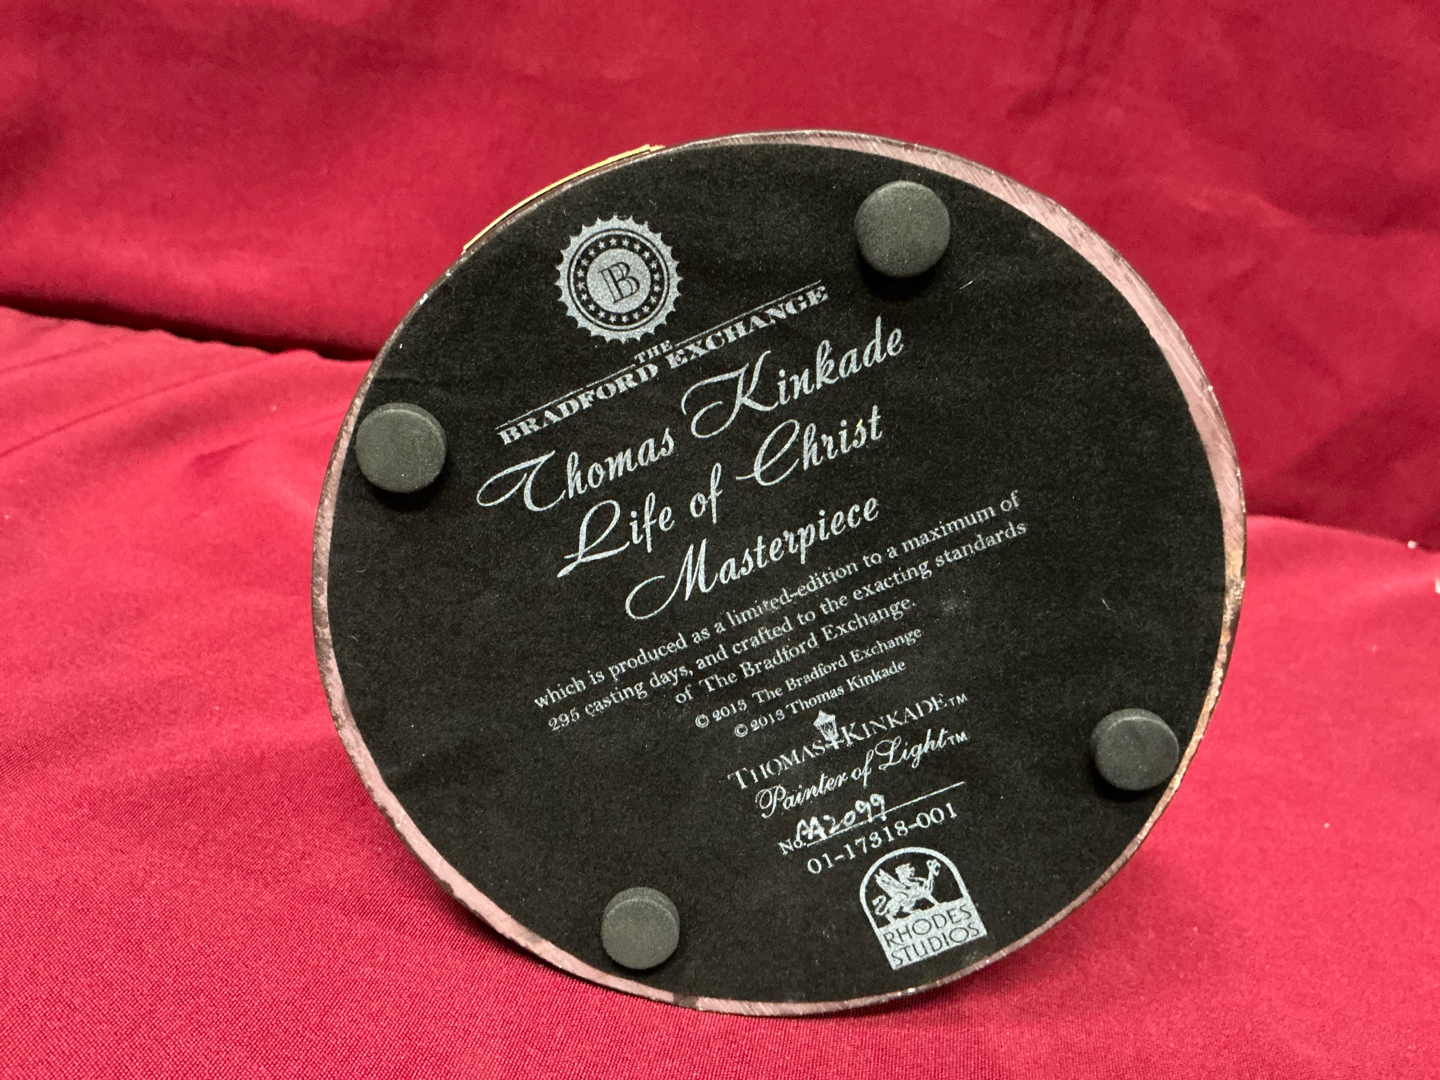 B
THE
BRADFORD EXCHANGE
Thomas Kinkade
Life of Christ
Masterpiece
which is produced as a limited-edition to a maximum of
295 casting days, and crafted to the exacting standards
of The Bradford Exchange.
© 2013 The Bradford Exchange
© 2013 Thomas Kinkade
THOMAS KINKADE™
Painter of Light™
No. AA2099
01-17318-001
RHODES
STUDIOS